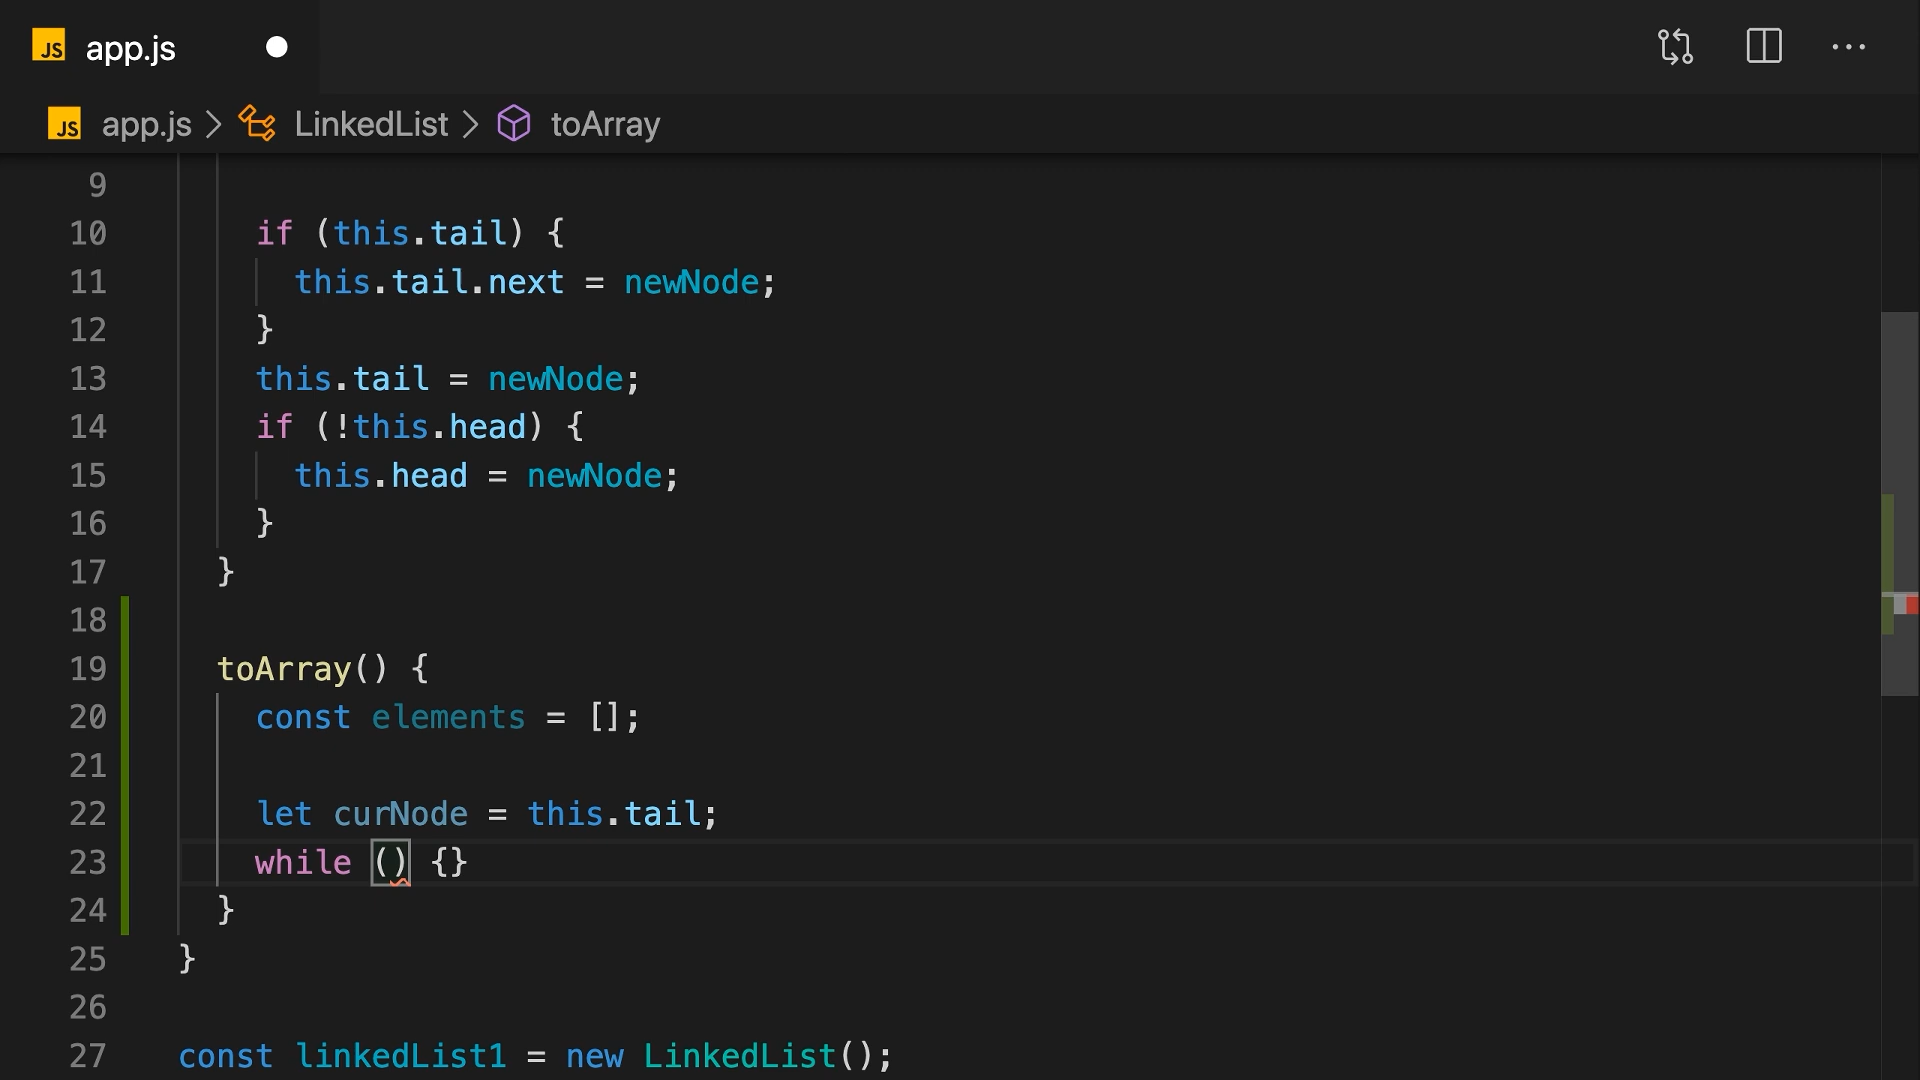 JS app.js
JS app.js > LinkedList > toArray
9
10 if (this.tail) {
11 this.tail.next = newNode;
12 }
13 this.tail = newNode;
14 if (!this.head) {
15 this.head = newNode;
16 }
17 }
18
19 toArray() {
20 const elements = [];
21
22 let curNode = this.tail;
23 while () {}
24 }
25 }
26
27 const linkedList1 = new LinkedList();